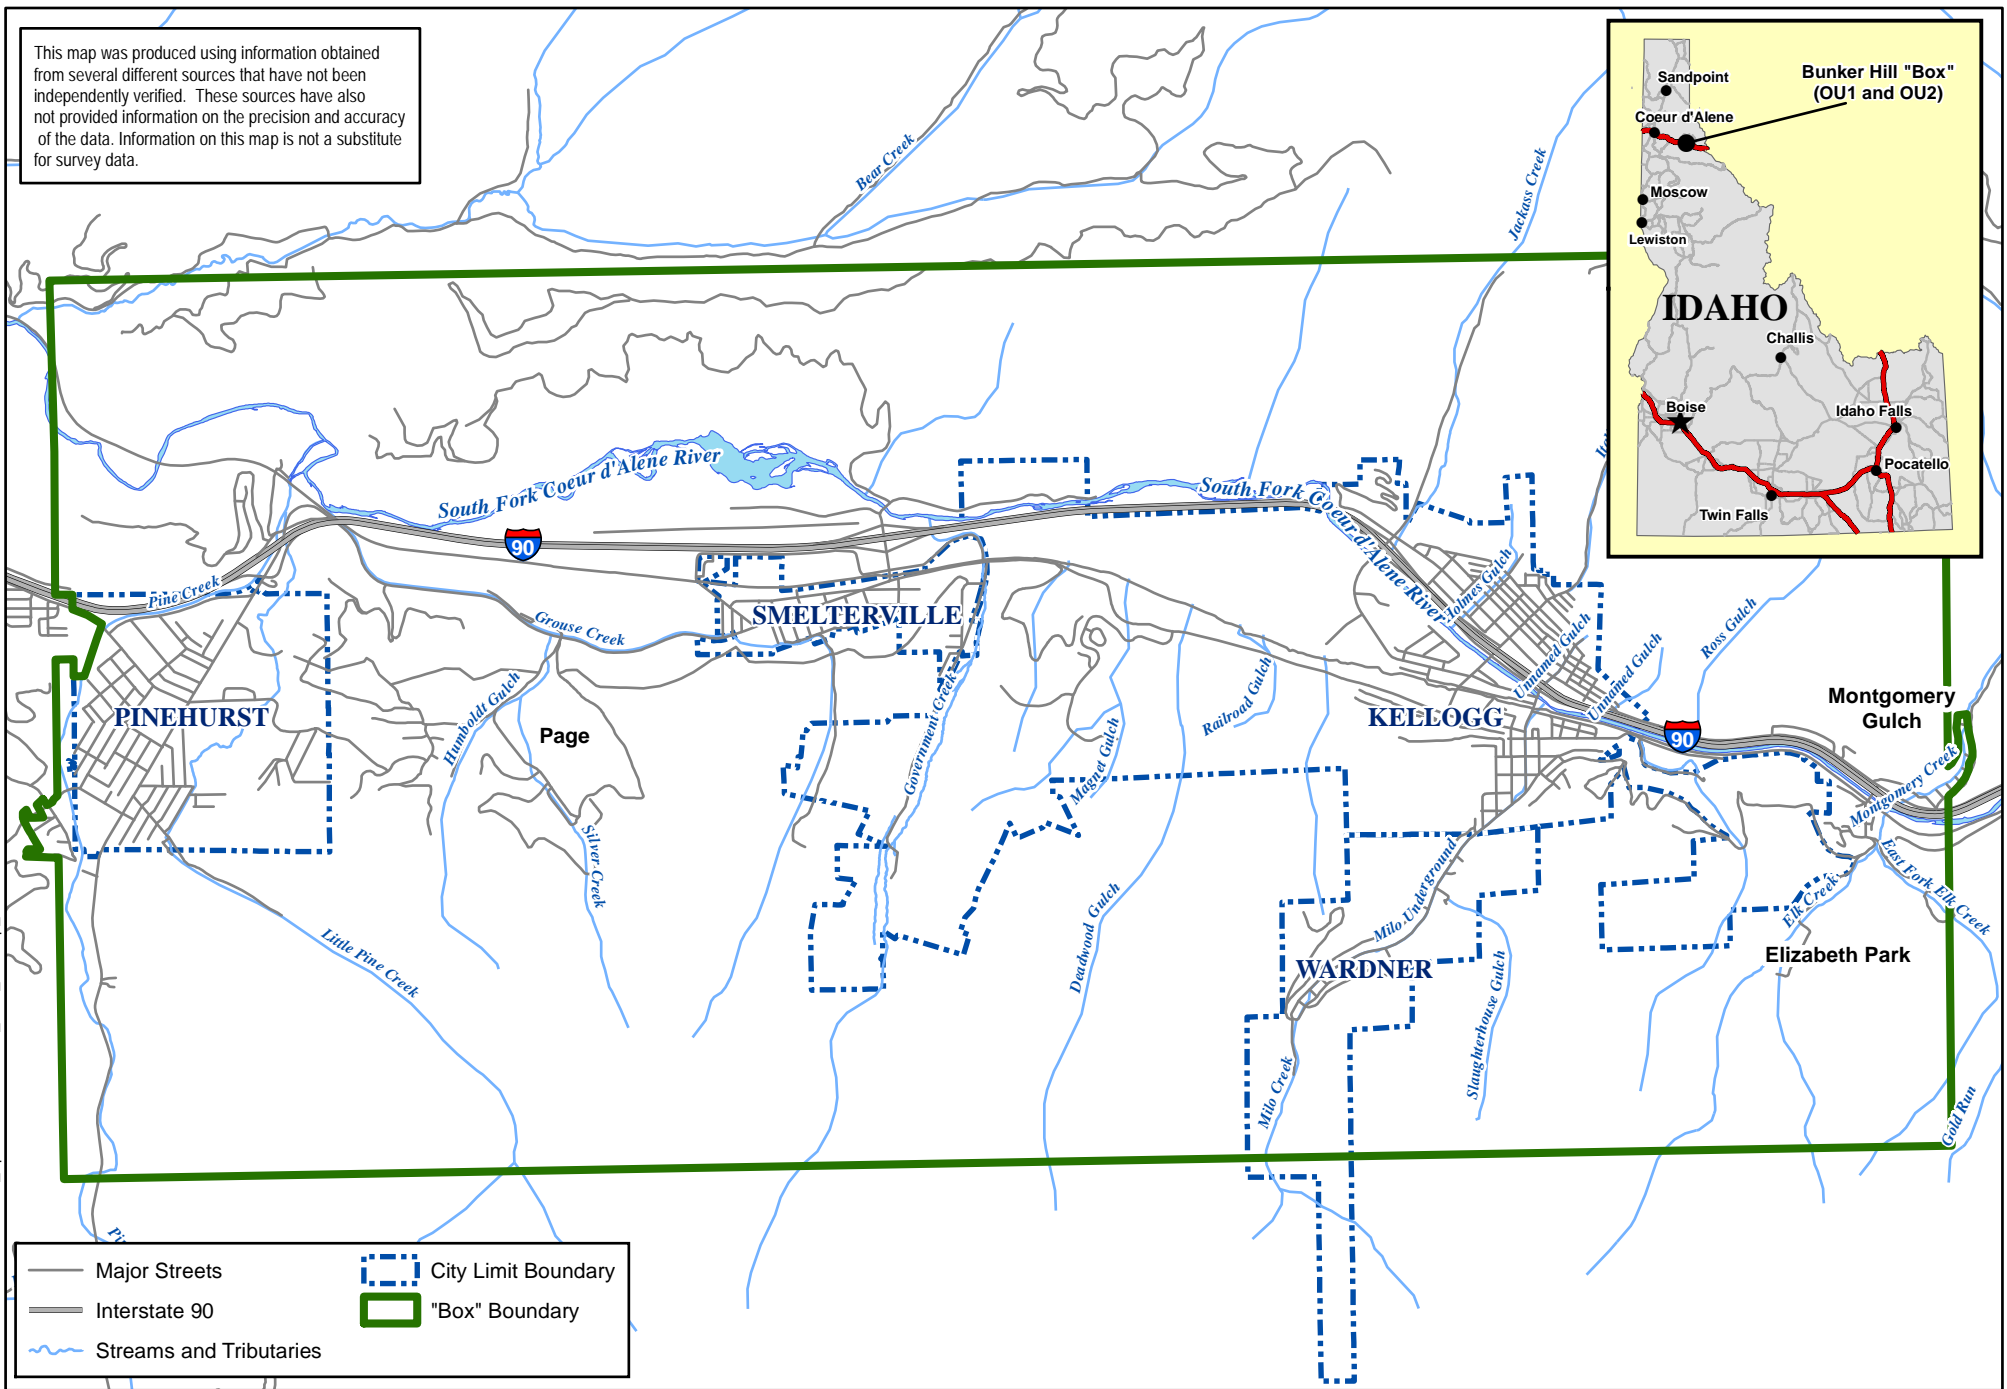 This map was produced using information obtained
from several different sources that have not been
independently verified. These sources have also
not provided information on the precision and accuracy
of the data. Information on this map is not a substitute
for survey data.
Sandpoint
Bunker Hill "Box"
(OU1 and OU2)
Coeur d'Alene
Moscow
Lewiston
IDAHO
Challis
Boise
Idaho Falls
Pocatello
Twin Falls
Bear Creek
Jackass Creek
South Fork Coeur d'Alene River
South Fork Coeur d'Alene River
90
Pine Creek
Grouse Creek
SMELTERVILLE
Holmes Gulch
Unnamed Gulch
Unnamed Gulch
Ross Gulch
PINEHURST
Humboldt Gulch
Page
Government Creek
Magnet Gulch
Railroad Gulch
KELLOGG
90
Montgomery
Gulch
Montgomery Creek
Silver Creek
Little Pine Creek
Deadwood Gulch
Milo Underground
WARDNER
Slaughterhouse Gulch
Elk Creek
East Fork Elk Creek
Elizabeth Park
Milo Creek
Gold Run
Major Streets
Interstate 90
Streams and Tributaries
City Limit Boundary
"Box" Boundary